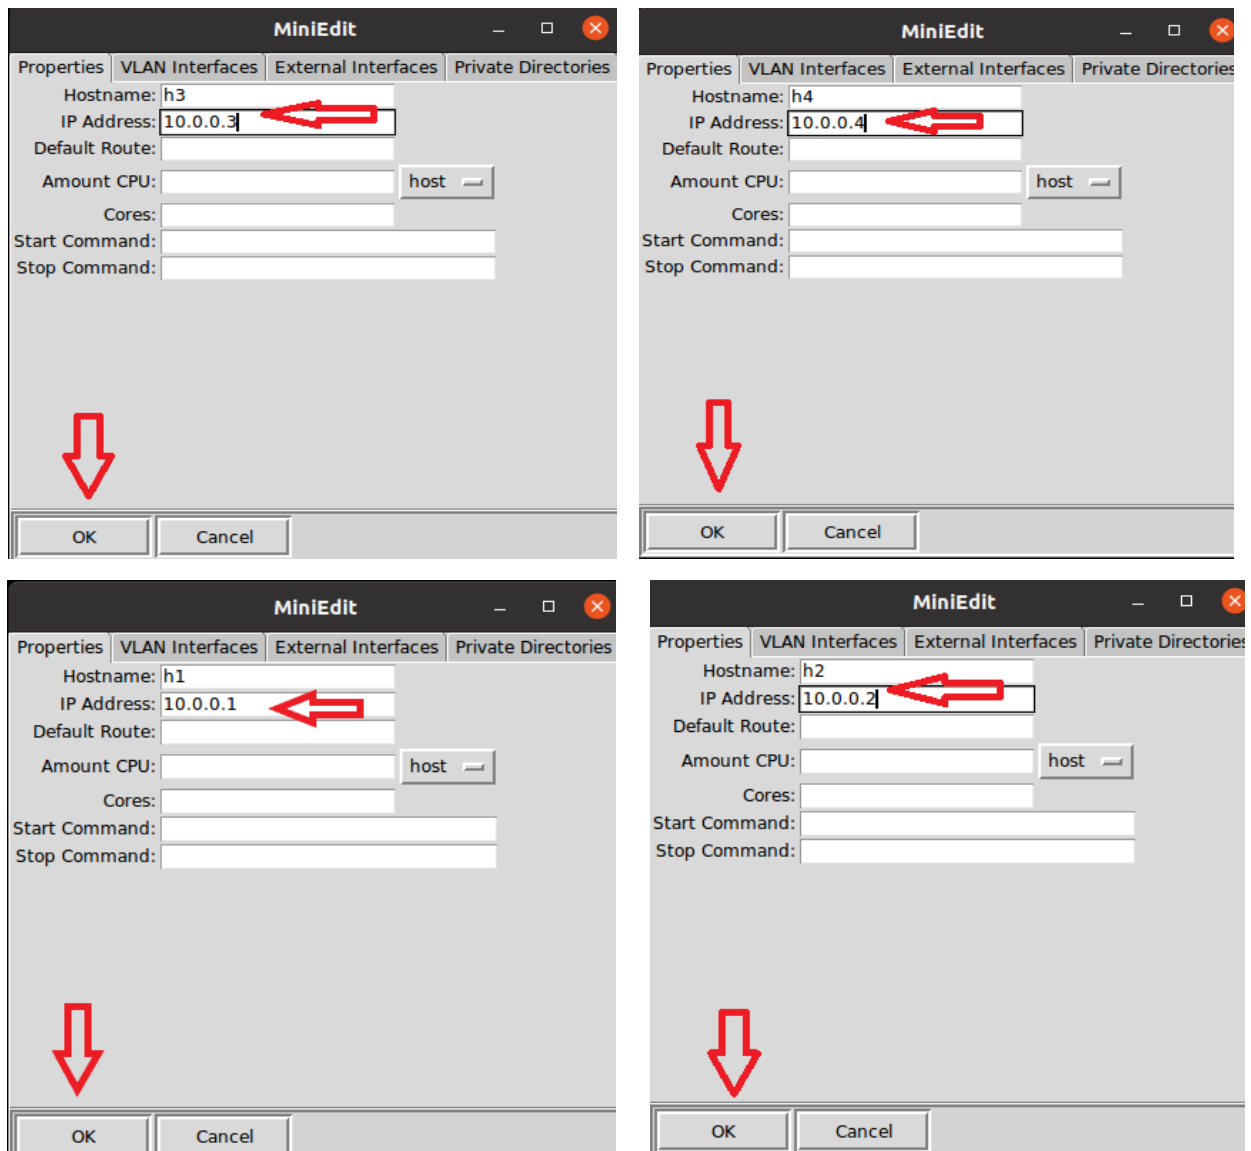 MiniEdit
Properties VLAN Interfaces External Interfaces Private Directories
Hostname: h3
IP Address: 10.0.0.3
Default Route:
Amount CPU: host
Cores:
Start Command:
Stop Command:
OK Cancel
MiniEdit
Properties VLAN Interfaces External Interfaces Private Directories
Hostname: h4
IP Address: 10.0.0.4
Default Route:
Amount CPU: host
Cores:
Start Command:
Stop Command:
OK Cancel
MiniEdit
Properties VLAN Interfaces External Interfaces Private Directories
Hostname: h1
IP Address: 10.0.0.1
Default Route:
Amount CPU: host
Cores:
Start Command:
Stop Command:
OK Cancel
MiniEdit
Properties VLAN Interfaces External Interfaces Private Directories
Hostname: h2
IP Address: 10.0.0.2
Default Route:
Amount CPU: host
Cores:
Start Command:
Stop Command:
OK Cancel